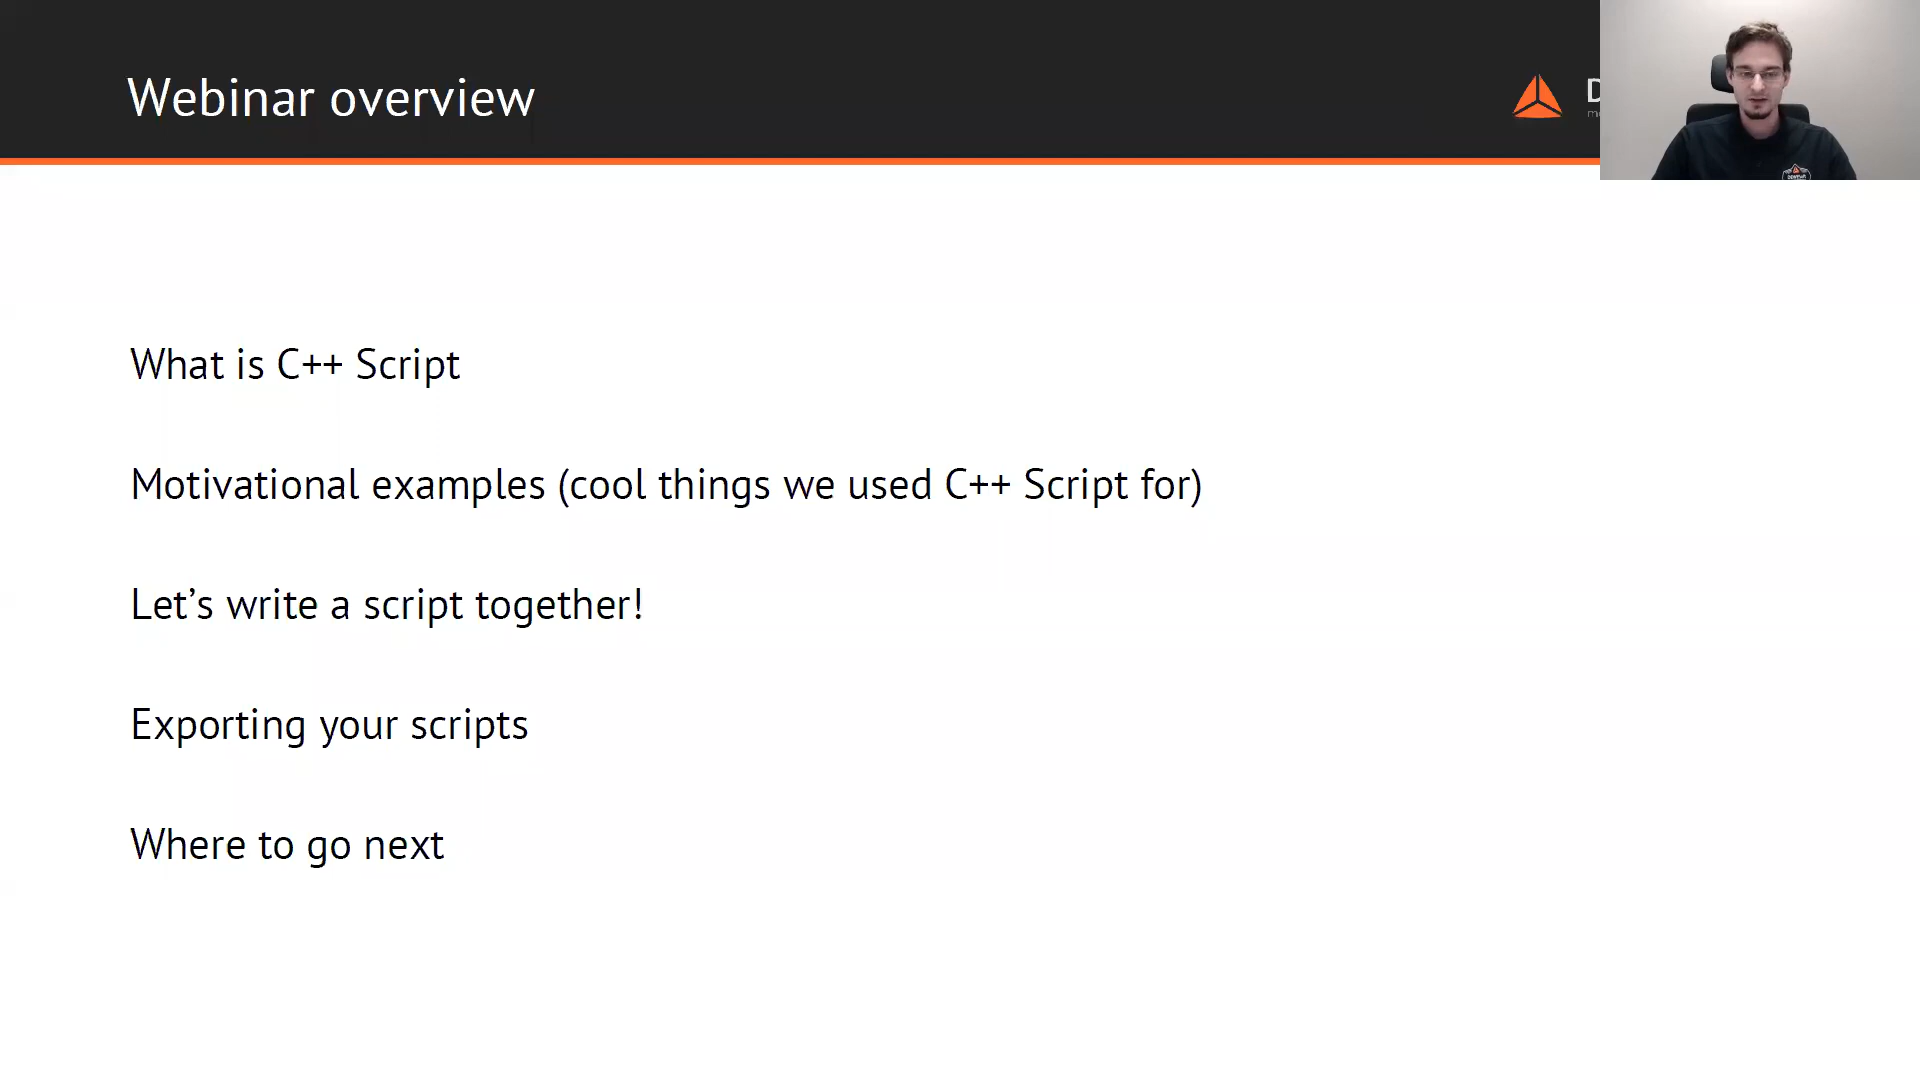 Webinar overview
What is C++ Script
Motivational examples (cool things we used C++ Script for)
Let’s write a script together!
Exporting your scripts
Where to go next